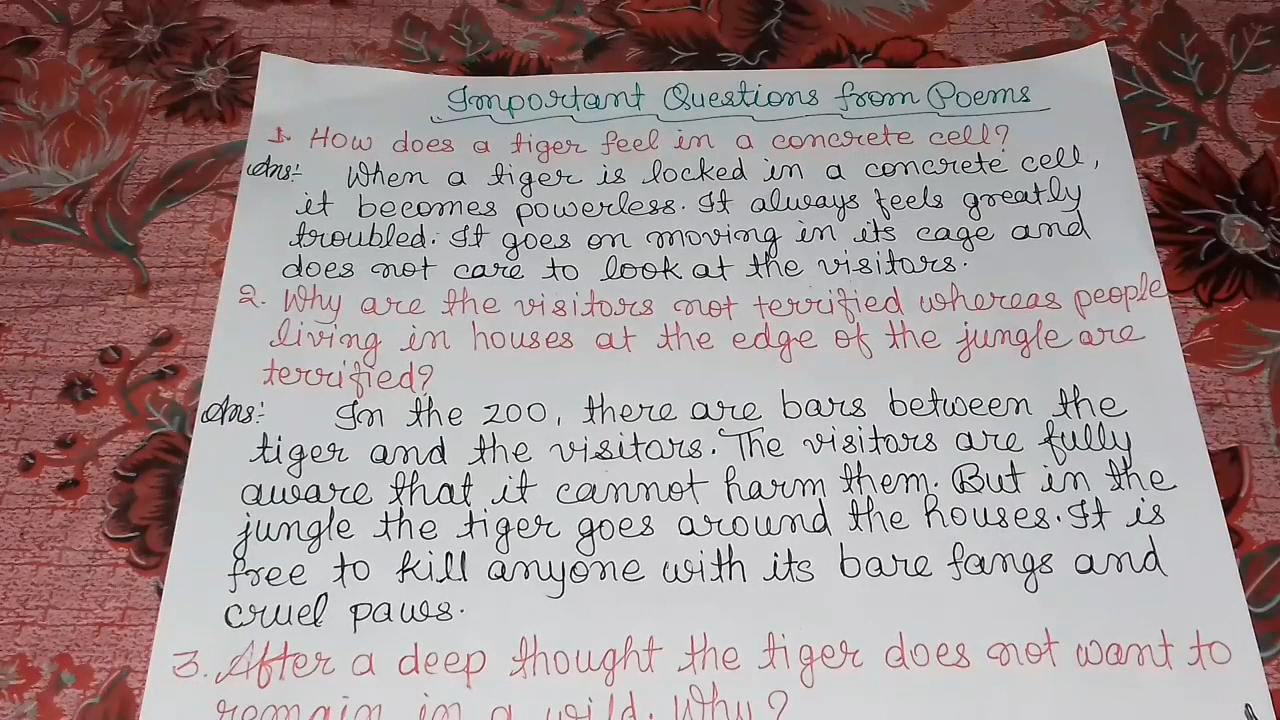 Important Questions from Poems
1. How does a tiger feel in a concrete cell?
Ans:- When a tiger is locked in a concrete cell,
it becomes powerless. It always feels greatly
troubled. It goes on moving in its cage and
does not care to look at the visitors.
2. Why are the visitors not terrified whereas people
living in houses at the edge of the jungle are
terrified?
Ans:- In the zoo, there are bars between the
tiger and the visitors. The visitors are fully
aware that it cannot harm them. But in the
jungle the tiger goes around the houses. It is
free to kill anyone with its bare fangs and
cruel paws.
3. After a deep thought the tiger does not want to
remain in a wild. Why?